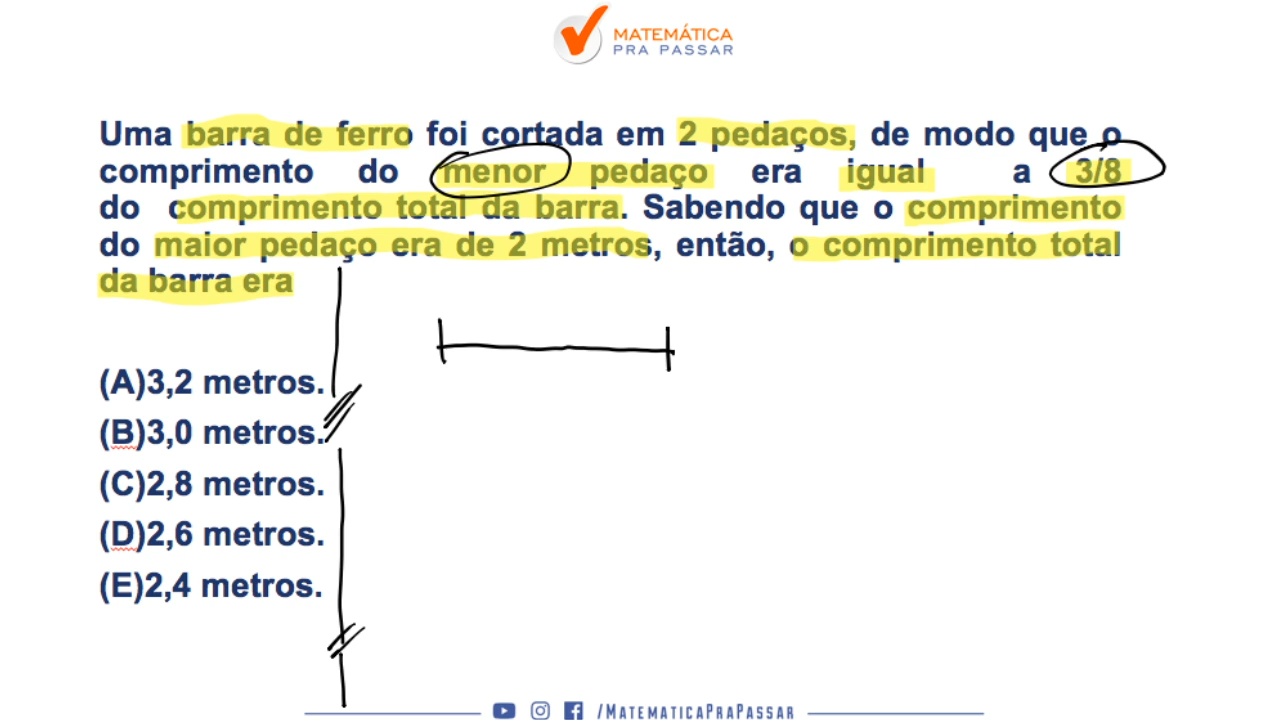 MATEMÁTICA
PRA PASSAR
Uma barra de ferro foi cortada em 2 pedaços, de modo que o
comprimento do menor pedaço era igual a 3/8
do comprimento total da barra. Sabendo que o comprimento
do maior pedaço era de 2 metros, então, o comprimento total
da barra era
(A)3,2 metros.
(B)3,0 metros.
(C)2,8 metros.
(D)2,6 metros.
(E)2,4 metros.
/MatematicaPraPassar